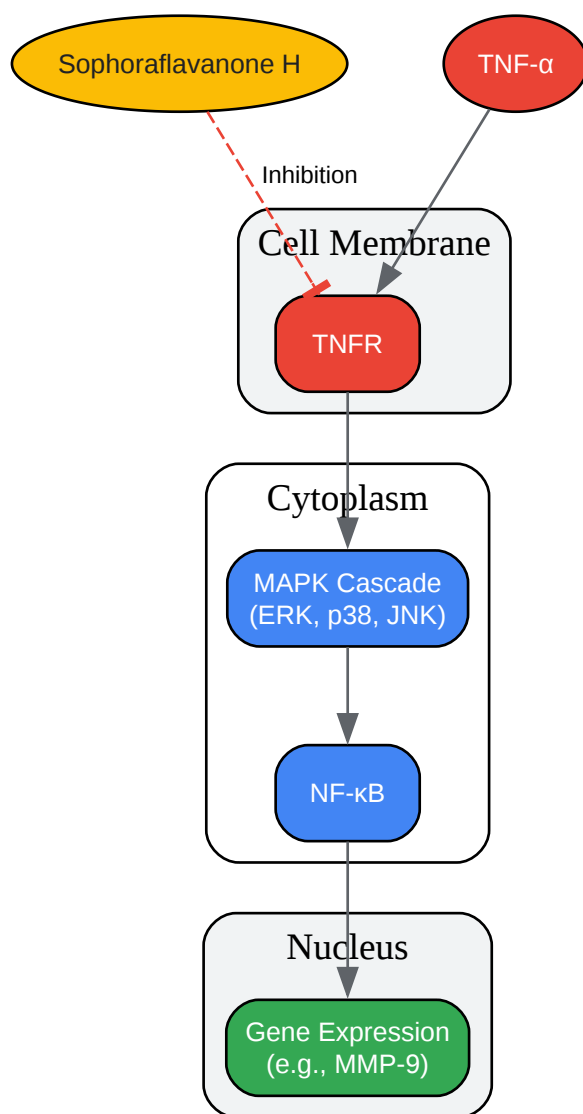 Sophoraflavanone H
TNF-α
Inhibition
Cell Membrane
TNFR
Cytoplasm
MAPK Cascade
(ERK, p38, JNK)
NF-κB
Nucleus
Gene Expression
(e.g., MMP-9)